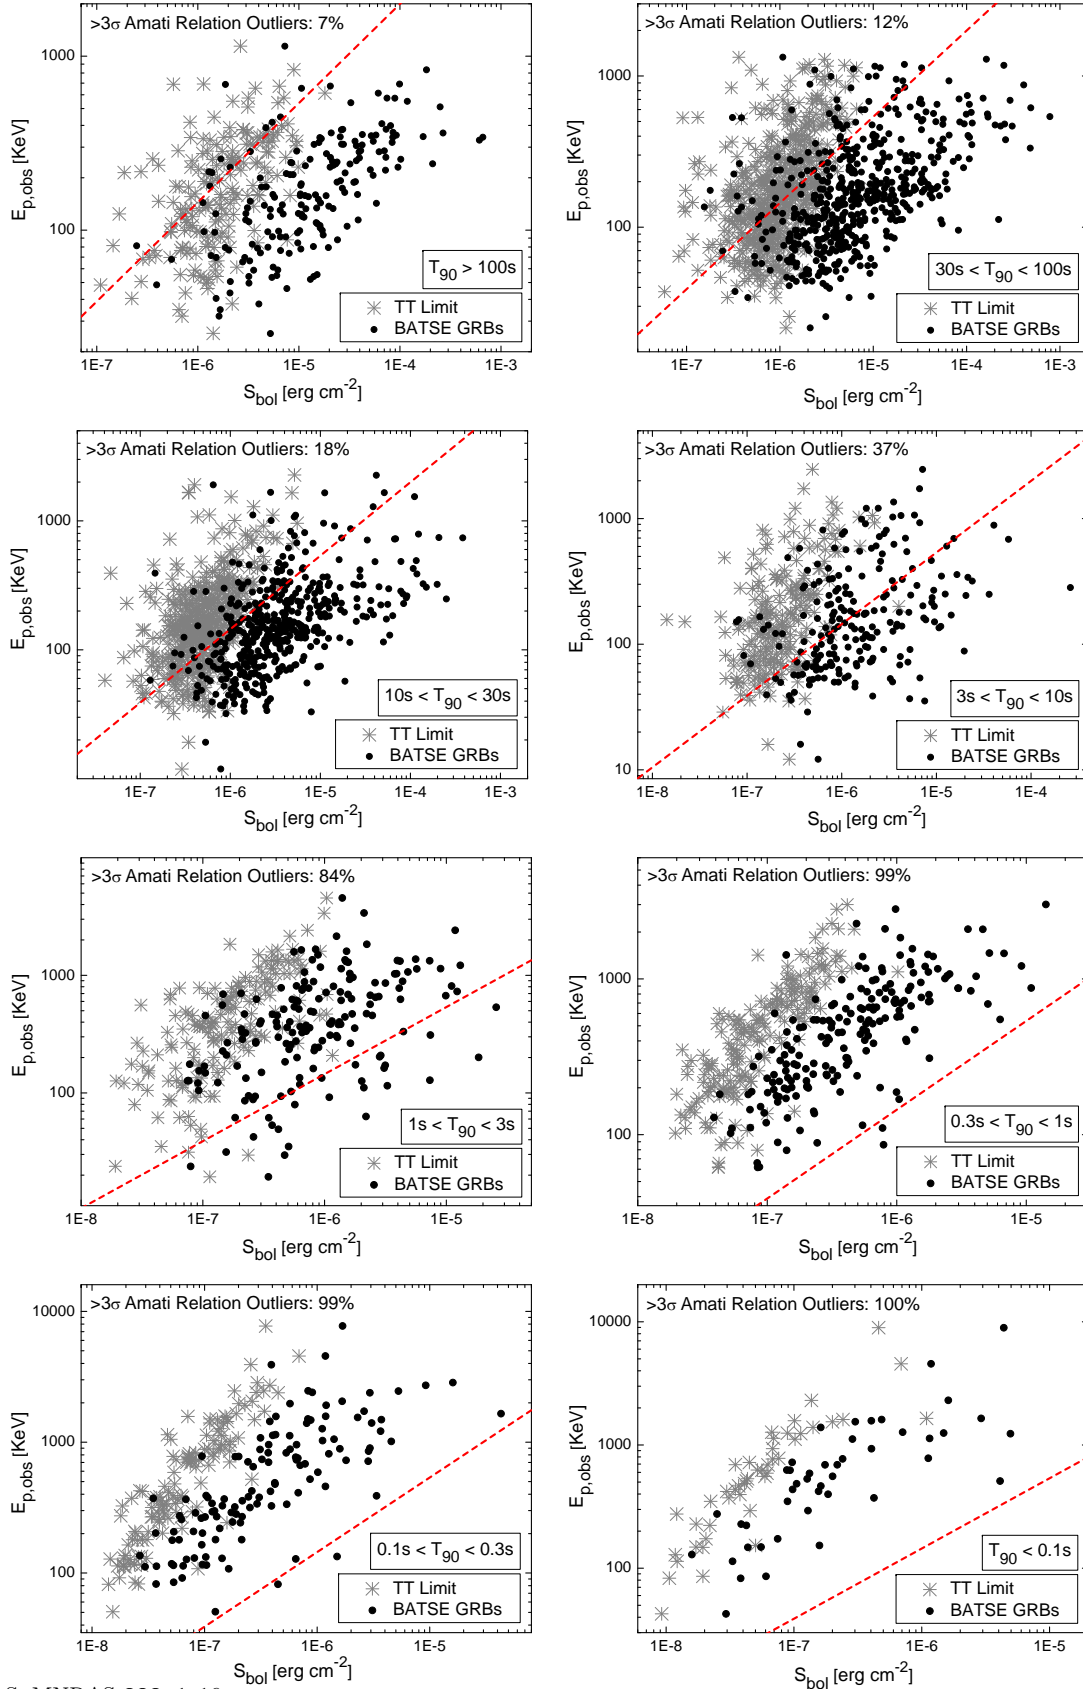 >3σ Amati Relation Outliers: 7%
1000
100
E_p,obs [KeV]
T_90 > 100s
TT Limit
BATSE GRBs
1E-7 1E-6 1E-5 1E-4 1E-3
S_bol [erg cm^-2]
>3σ Amati Relation Outliers: 12%
1000
100
10
E_p,obs [KeV]
30s < T_90 < 100s
TT Limit
BATSE GRBs
1E-7 1E-6 1E-5 1E-4 1E-3
S_bol [erg cm^-2]
>3σ Amati Relation Outliers: 18%
1000
100
E_p,obs [KeV]
10s < T_90 < 30s
TT Limit
BATSE GRBs
1E-7 1E-6 1E-5 1E-4 1E-3
S_bol [erg cm^-2]
>3σ Amati Relation Outliers: 37%
1000
100
10
E_p,obs [KeV]
3s < T_90 < 10s
TT Limit
BATSE GRBs
1E-8 1E-7 1E-6 1E-5 1E-4
S_bol [erg cm^-2]
>3σ Amati Relation Outliers: 84%
1000
100
E_p,obs [KeV]
1s < T_90 < 3s
TT Limit
BATSE GRBs
1E-8 1E-7 1E-6 1E-5
S_bol [erg cm^-2]
>3σ Amati Relation Outliers: 99%
1000
100
E_p,obs [KeV]
0.3s < T_90 < 1s
TT Limit
BATSE GRBs
1E-8 1E-7 1E-6 1E-5
S_bol [erg cm^-2]
>3σ Amati Relation Outliers: 99%
10000
1000
100
E_p,obs [KeV]
0.1s < T_90 < 0.3s
TT Limit
BATSE GRBs
1E-8 1E-7 1E-6 1E-5
S_bol [erg cm^-2]
>3σ Amati Relation Outliers: 100%
10000
1000
100
E_p,obs [KeV]
T_90 < 0.1s
TT Limit
BATSE GRBs
1E-8 1E-7 1E-6 1E-5
S_bol [erg cm^-2]